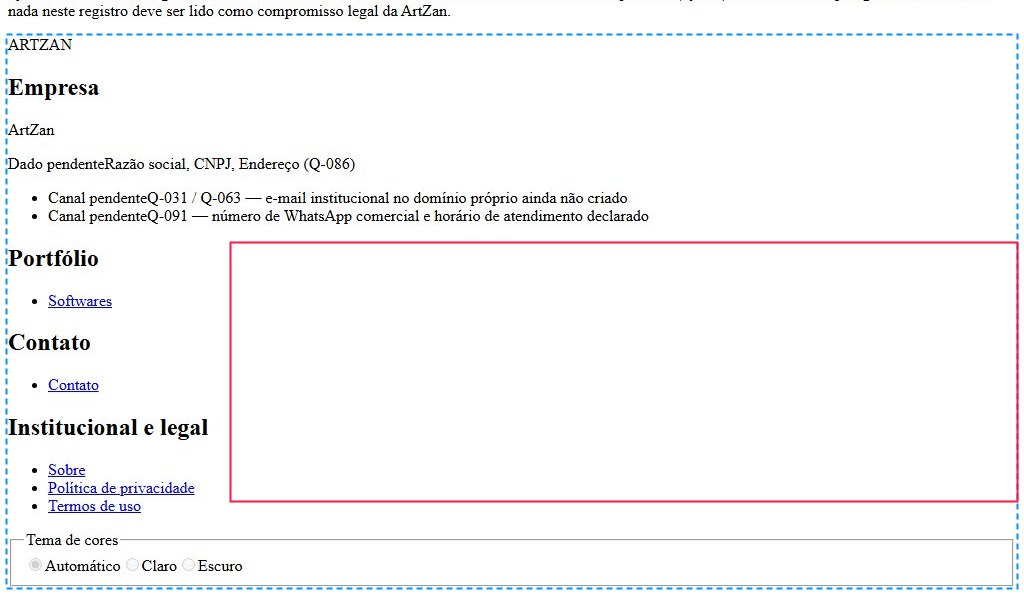 nada neste registro deve ser lido como compromisso legal da ArtZan.
ARTZAN
Empresa
ArtZan
Dado pendenteRazão social, CNPJ, Endereço (Q-086)
Canal pendenteQ-031 / Q-063 — e-mail institucional no domínio próprio ainda não criado
Canal pendenteQ-091 — número de WhatsApp comercial e horário de atendimento declarado
Portfólio
Softwares
Contato
Contato
Institucional e legal
Sobre
Política de privacidade
Termos de uso
Tema de cores
Automático Claro Escuro